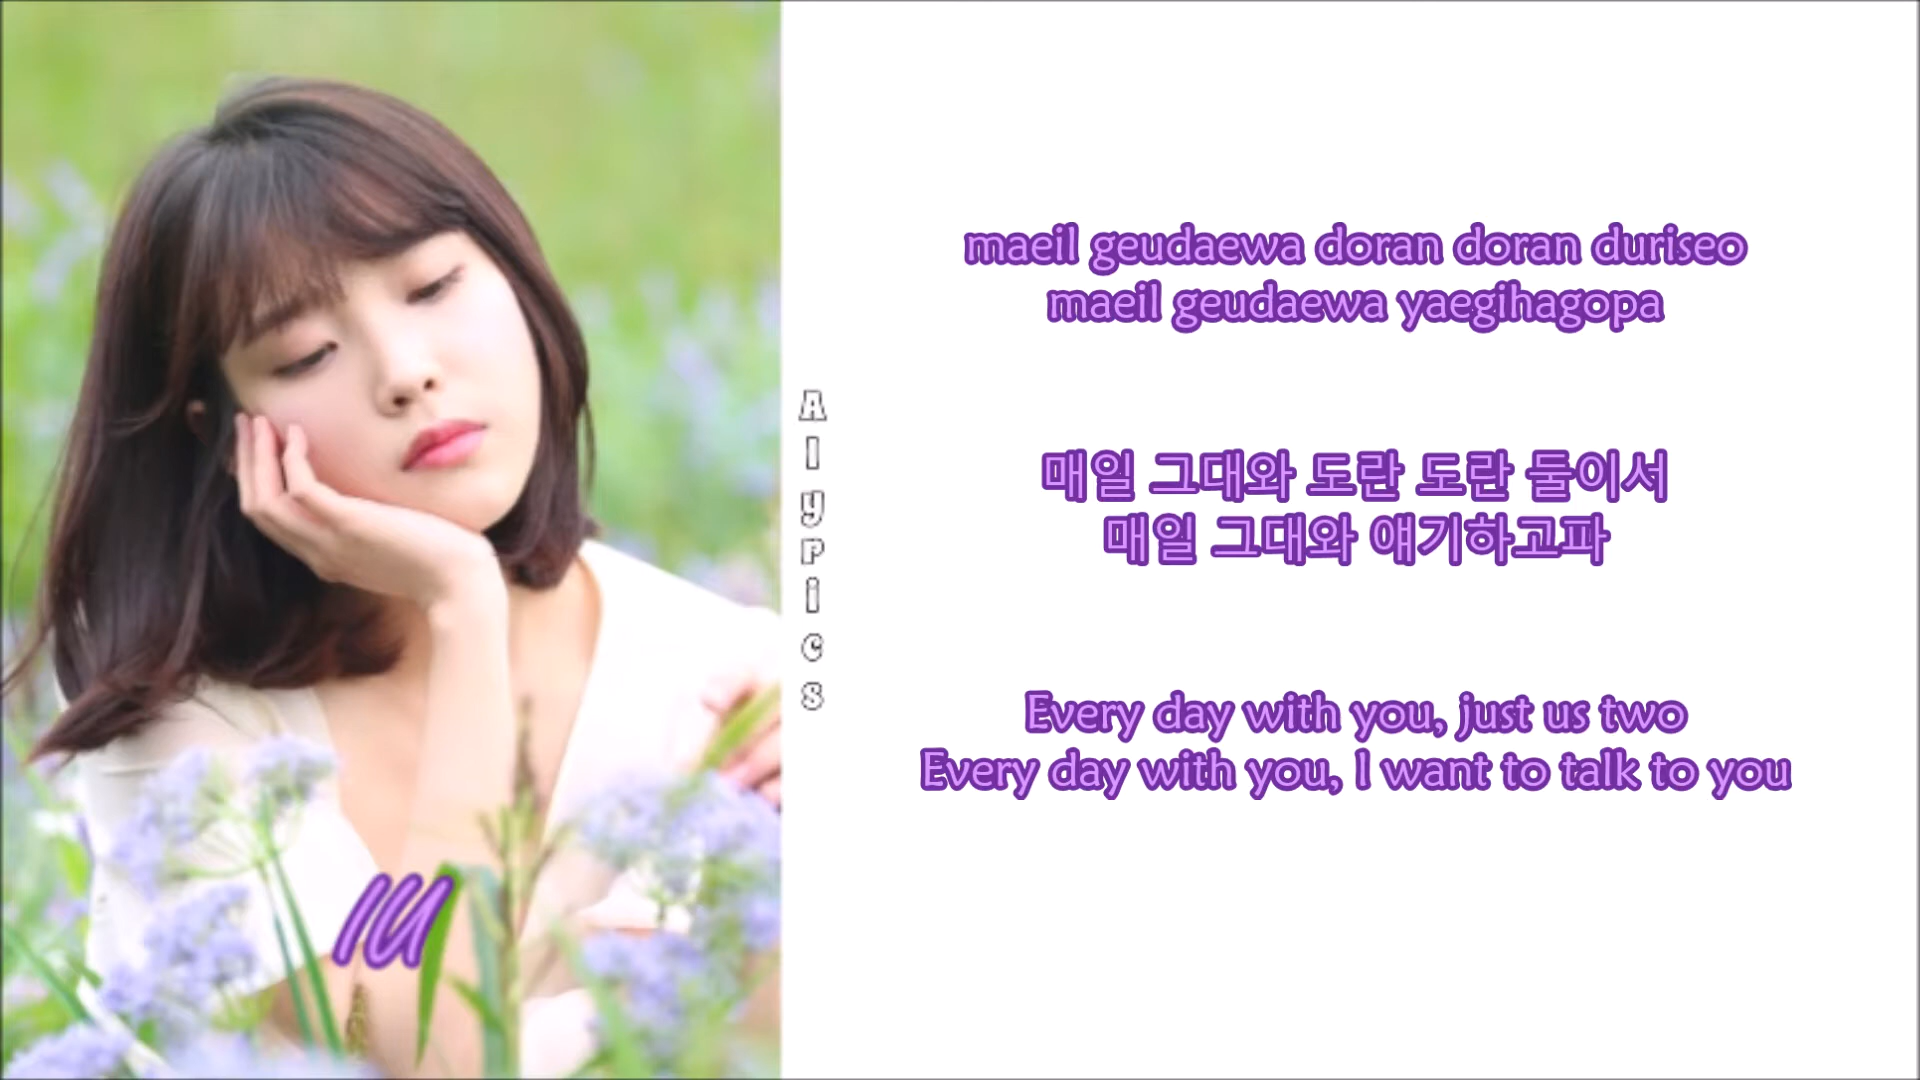 maeil geudaewa doran doran duriseo
maeil geudaewa yaegihagopa
매일 그대와 도란 도란 둘이서
매일 그대와 얘기하고파
Every day with you, just us two
Every day with you, I want to talk to you
Alypics
IU